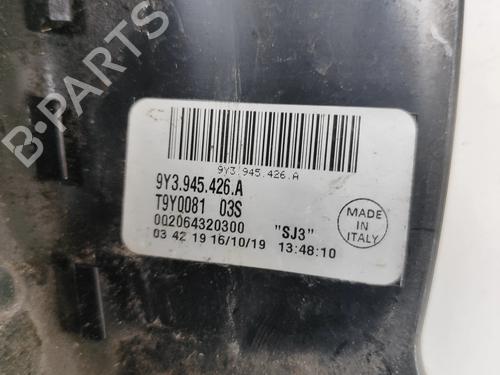 B-PARTS
9Y3.945.426.A
9Y3.945.426.A
T9Y0081 03S
002064320300 "SJ3"
03 42 19 16/10/19 13:48:10
MADE
IN
ITALY